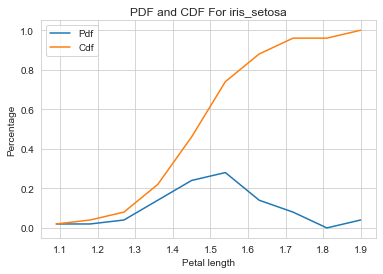 PDF and CDF For iris_setosa
Pdf
Cdf
Percentage
1.0
0.8
0.6
0.4
0.2
0.0
1.1 1.2 1.3 1.4 1.5 1.6 1.7 1.8 1.9
Petal length